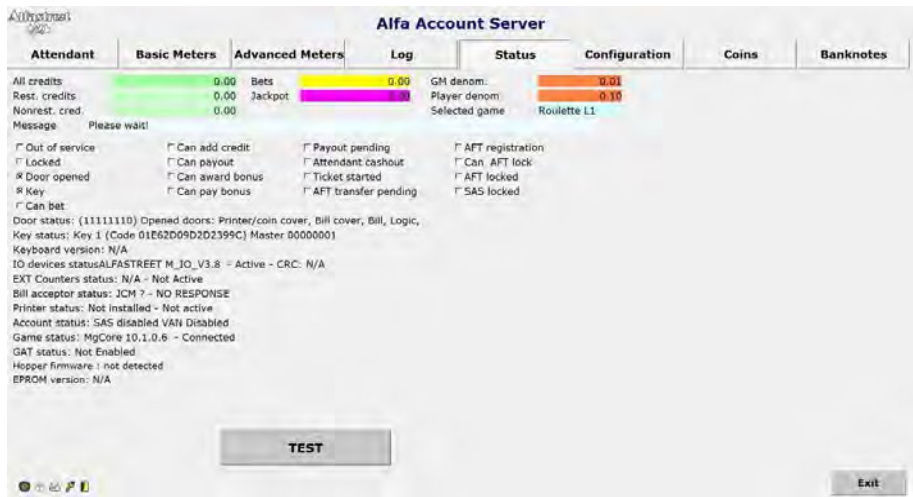 Alfastreet
Alfa Account Server
Attendant Basic Meters Advanced Meters Log Status Configuration Coins Banknotes
All credits 0.00 Bets 0.00 GM denom. 0.01
Rest. credits 0.00 Jackpot 0.00 Player denom 0.10
Nonrest. cred. 0.00 Selected game Roulette L1
Message Please wait!
Out of service Can add credit Payout pending AFT registration
Locked Can payout Attendant cashout Can AFT lock
Door opened Can award bonus Ticket started AFT locked
Key Can pay bonus AFT transfer pending SAS locked
Can bet
Door status: (11111110) Opened doors: Printer/coin cover, Bill cover, Bill, Logic,
Key status: Key 1 (Code 01E62D09D2D2399C) Master 00000001
Keyboard version: N/A
IO devices statusALFASTREET M_IO_V3.8 - Active - CRC: N/A
EXT Counters status: N/A - Not Active
Bill acceptor status: JCM ? - NO RESPONSE
Printer status: Not installed - Not active
Account status: SAS disabled VAN Disabled
Game status: MgCore 10.1.0.6 - Connected
GAT status: Not Enabled
Hopper firmware : not detected
EPROM version: N/A
TEST
Exit